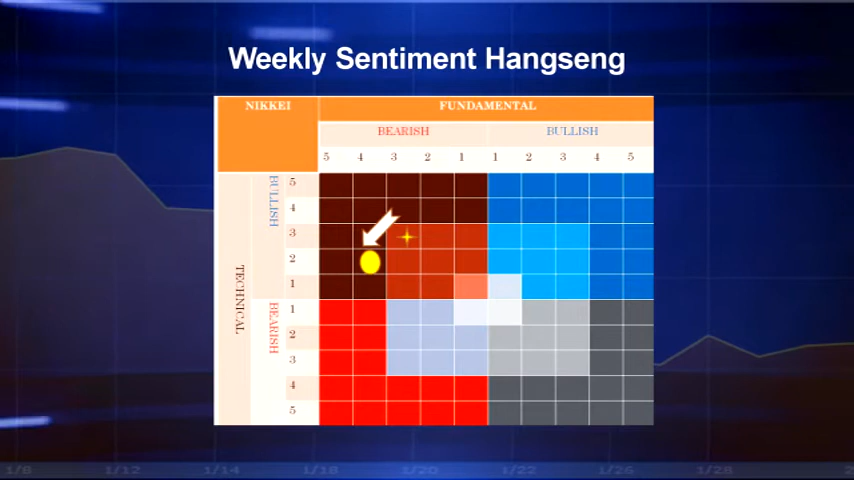 Weekly Sentiment Hangseng
NIKKEI FUNDAMENTAL
BEARISH BULLISH
5 4 3 2 1 1 2 3 4 5
TECHNICAL
BULLISH
5
4
3
2
1
BEARISH
1
2
3
4
5
1/8 1/12 1/14 1/18 1/20 1/22 1/26 1/28